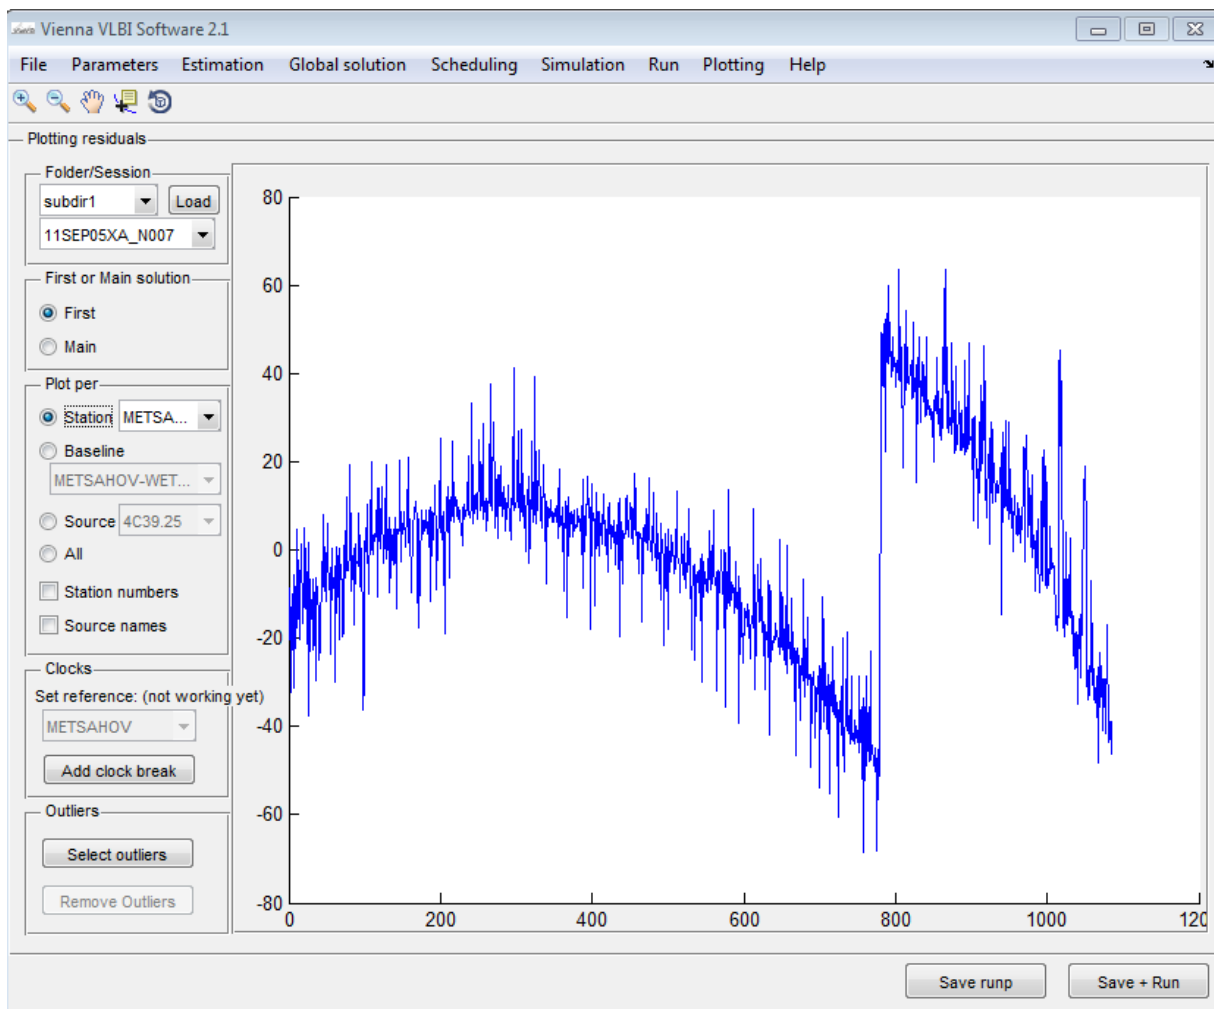 Vienna VLBI Software 2.1
File Parameters Estimation Global solution Scheduling Simulation Run Plotting Help
Plotting residuals
Folder/Session
subdir1 Load
11SEP05XA_N007
First or Main solution
First
Main
Plot per
Station METSA...
Baseline
METSAHOV-WET...
Source 4C39.25
All
Station numbers
Source names
Clocks
Set reference: (not working yet)
METSAHOV
Add clock break
Outliers
Select outliers
Remove Outliers
80
60
40
20
0
-20
-40
-60
-80
0 200 400 600 800 1000 120
Save runp Save + Run